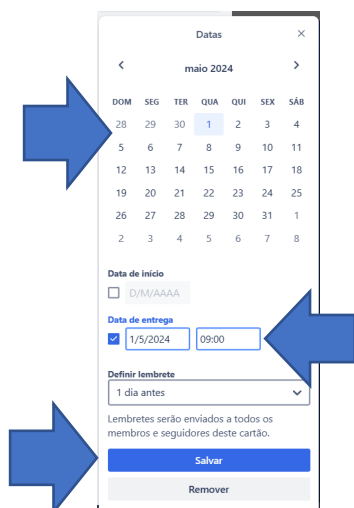 Datas
maio 2024
DOM SEG TER QUA QUI SEX SÁB
28 29 30 1 2 3 4
5 6 7 8 9 10 11
12 13 14 15 16 17 18
19 20 21 22 23 24 25
26 27 28 29 30 31 1
2 3 4 5 6 7 8
Data de início
D/M/AAAA
Data de entrega
1/5/2024 09:00
Definir lembrete
1 dia antes
Lembretes serão enviados a todos os
membros e seguidores deste cartão.
Salvar
Remover